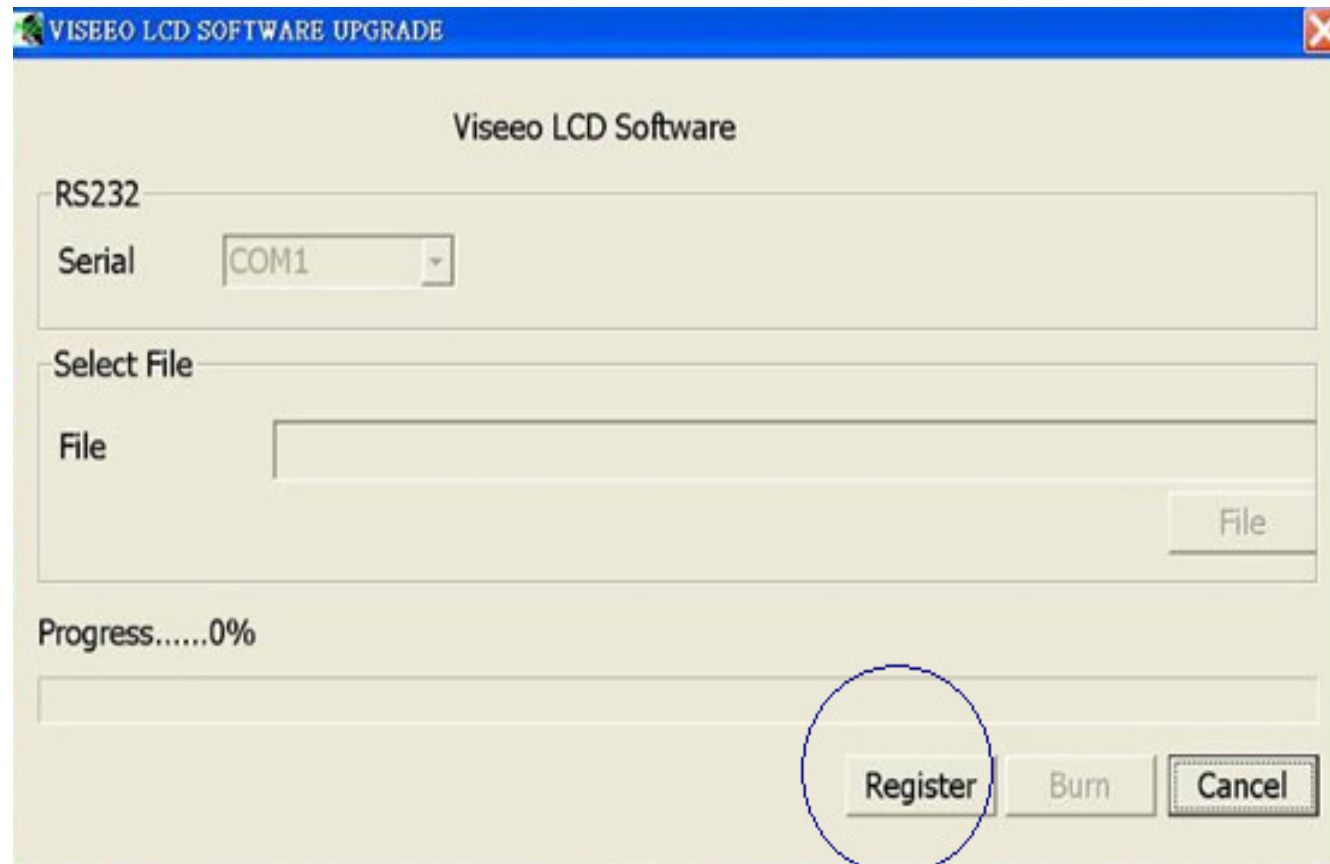 VISEEO LCD SOFTWARE UPGRADE
Viseeo LCD Software
RS232
Serial COM1
Select File
File
File
Progress......0%
Register Burn Cancel